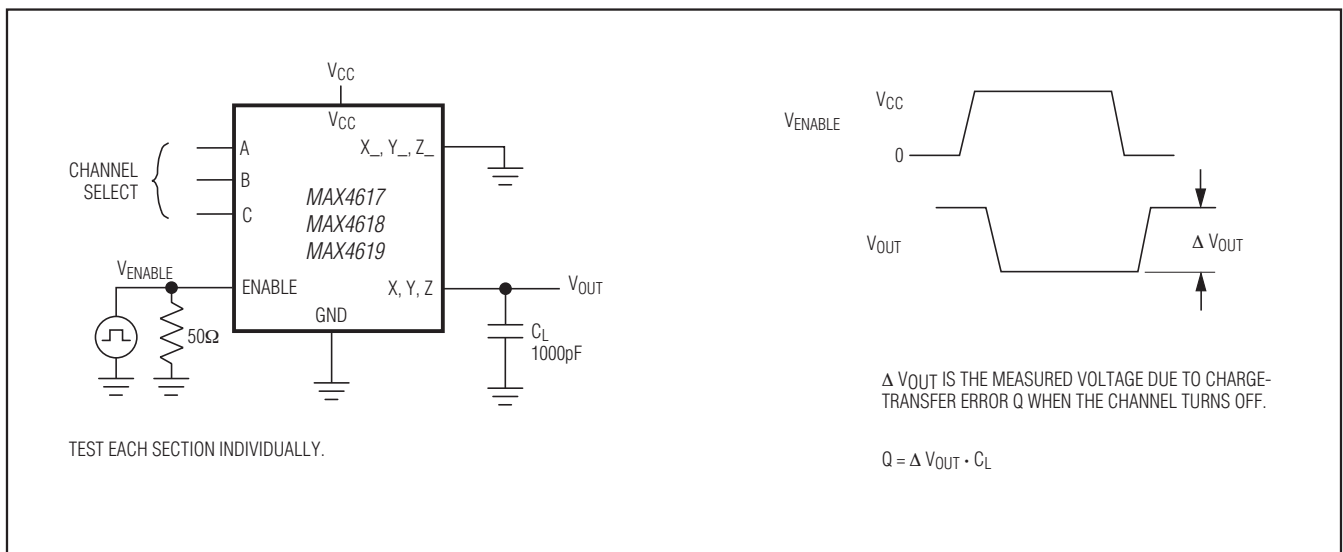 VCC
VCC
CHANNEL
SELECT
A
B
C
X_, Y_, Z_
MAX4617
MAX4618
MAX4619
VENABLE
ENABLE
X, Y, Z
VOUT
GND
50Ω
CL
1000pF
TEST EACH SECTION INDIVIDUALLY.
VENABLE
VCC
0
VOUT
Δ VOUT
Δ VOUT IS THE MEASURED VOLTAGE DUE TO CHARGE-
TRANSFER ERROR Q WHEN THE CHANNEL TURNS OFF.
Q = Δ VOUT · CL